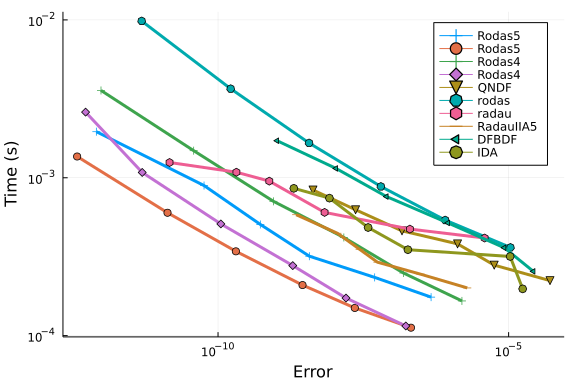 10⁻²
10⁻³
10⁻⁴
Time (s)
Rodas5
Rodas5
Rodas4
Rodas4
QNDF
rodas
radau
RadauIIA5
DFBDF
IDA
10⁻¹⁰
10⁻⁵
Error